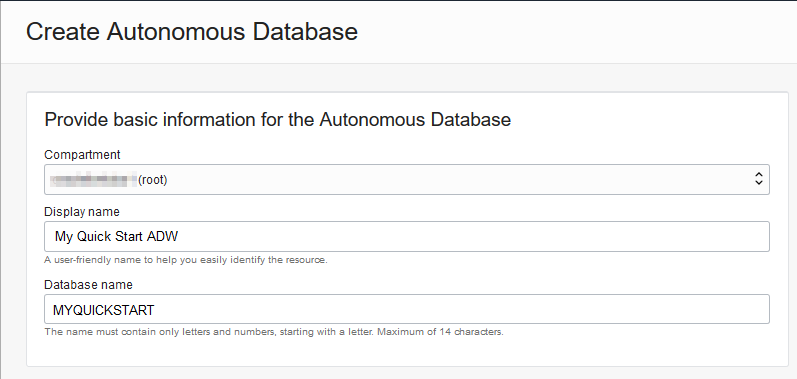 Create Autonomous Database
Provide basic information for the Autonomous Database
Compartment
(root)
Display name
My Quick Start ADW
A user-friendly name to help you easily identify the resource.
Database name
MYQUICKSTART
The name must contain only letters and numbers, starting with a letter. Maximum of 14 characters.